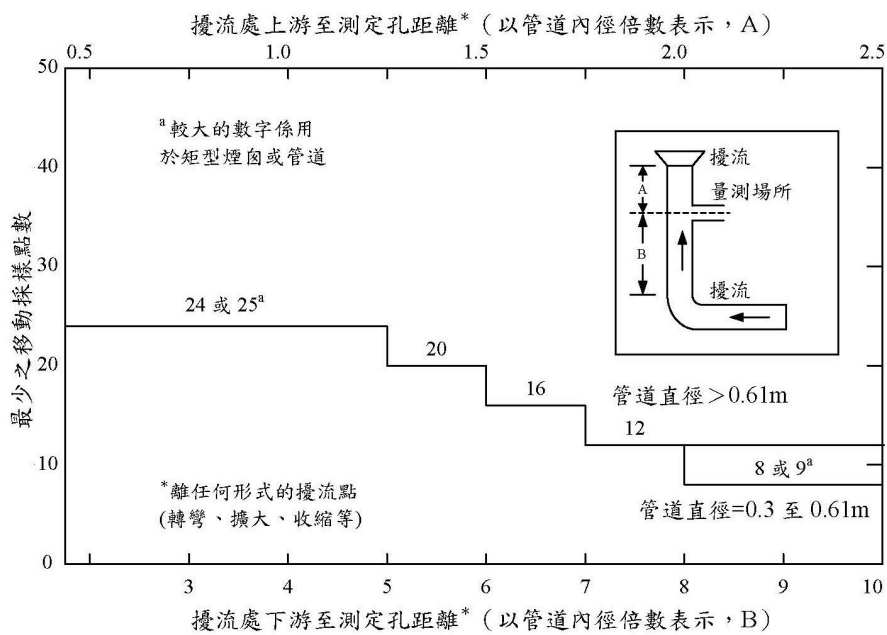 擾流處上游至測定孔距離*（以管道內徑倍數表示，A）
0.5 1.0 1.5 2.0 2.5
50
40
30
20
10
0
最少之移動採樣點數
a 較大的數字係用
於矩型煙囪或管道
擾流
A
量測場所
B
擾流
24 或 25a
20
16
管道直徑＞0.61m
12
8 或 9a
管道直徑=0.3 至 0.61m
*離任何形式的擾流點
(轉彎、擴大、收縮等)
3 4 5 6 7 8 9 10
擾流處下游至測定孔距離*（以管道內徑倍數表示，B）